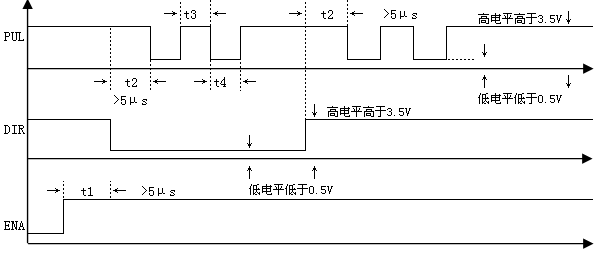 t3 t2 >5μs 高电平高于3.5V
PUL
t2 t4
>5μs 低电平低于0.5V
高电平高于3.5V
DIR
t1 >5μs 低电平低于0.5V
ENA